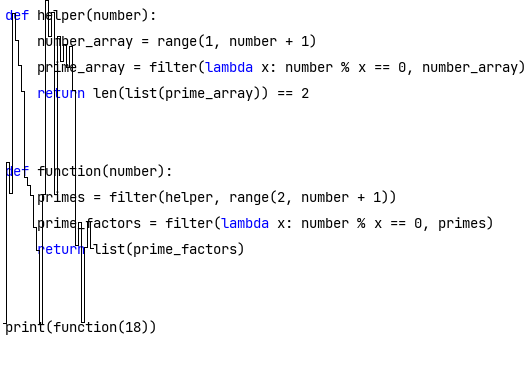 def helper(number):
    number_array = range(1, number + 1)
    prime_array = filter(lambda x: number % x == 0, number_array)
    return len(list(prime_array)) == 2
def function(number):
    primes = filter(helper, range(2, number + 1))
    prime_factors = filter(lambda x: number % x == 0, primes)
    return list(prime_factors)
print(function(18))